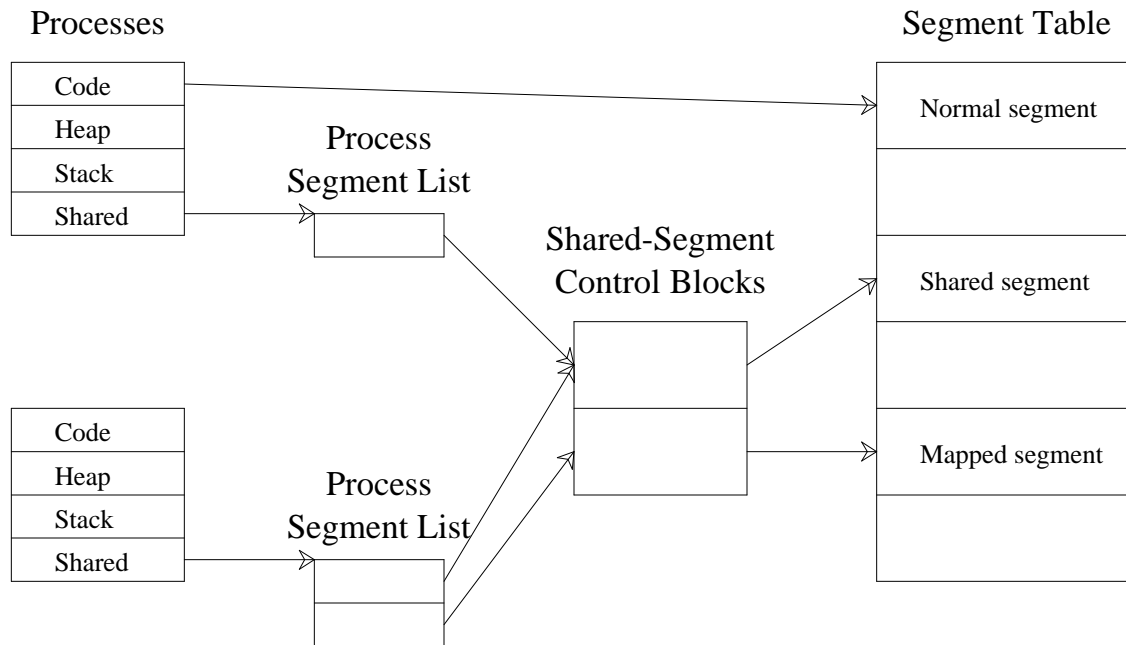 Processes
Segment Table
Code
Heap
Stack
Shared
Process
Segment List
Shared-Segment
Control Blocks
Normal segment
Shared segment
Mapped segment
Code
Heap
Stack
Shared
Process
Segment List